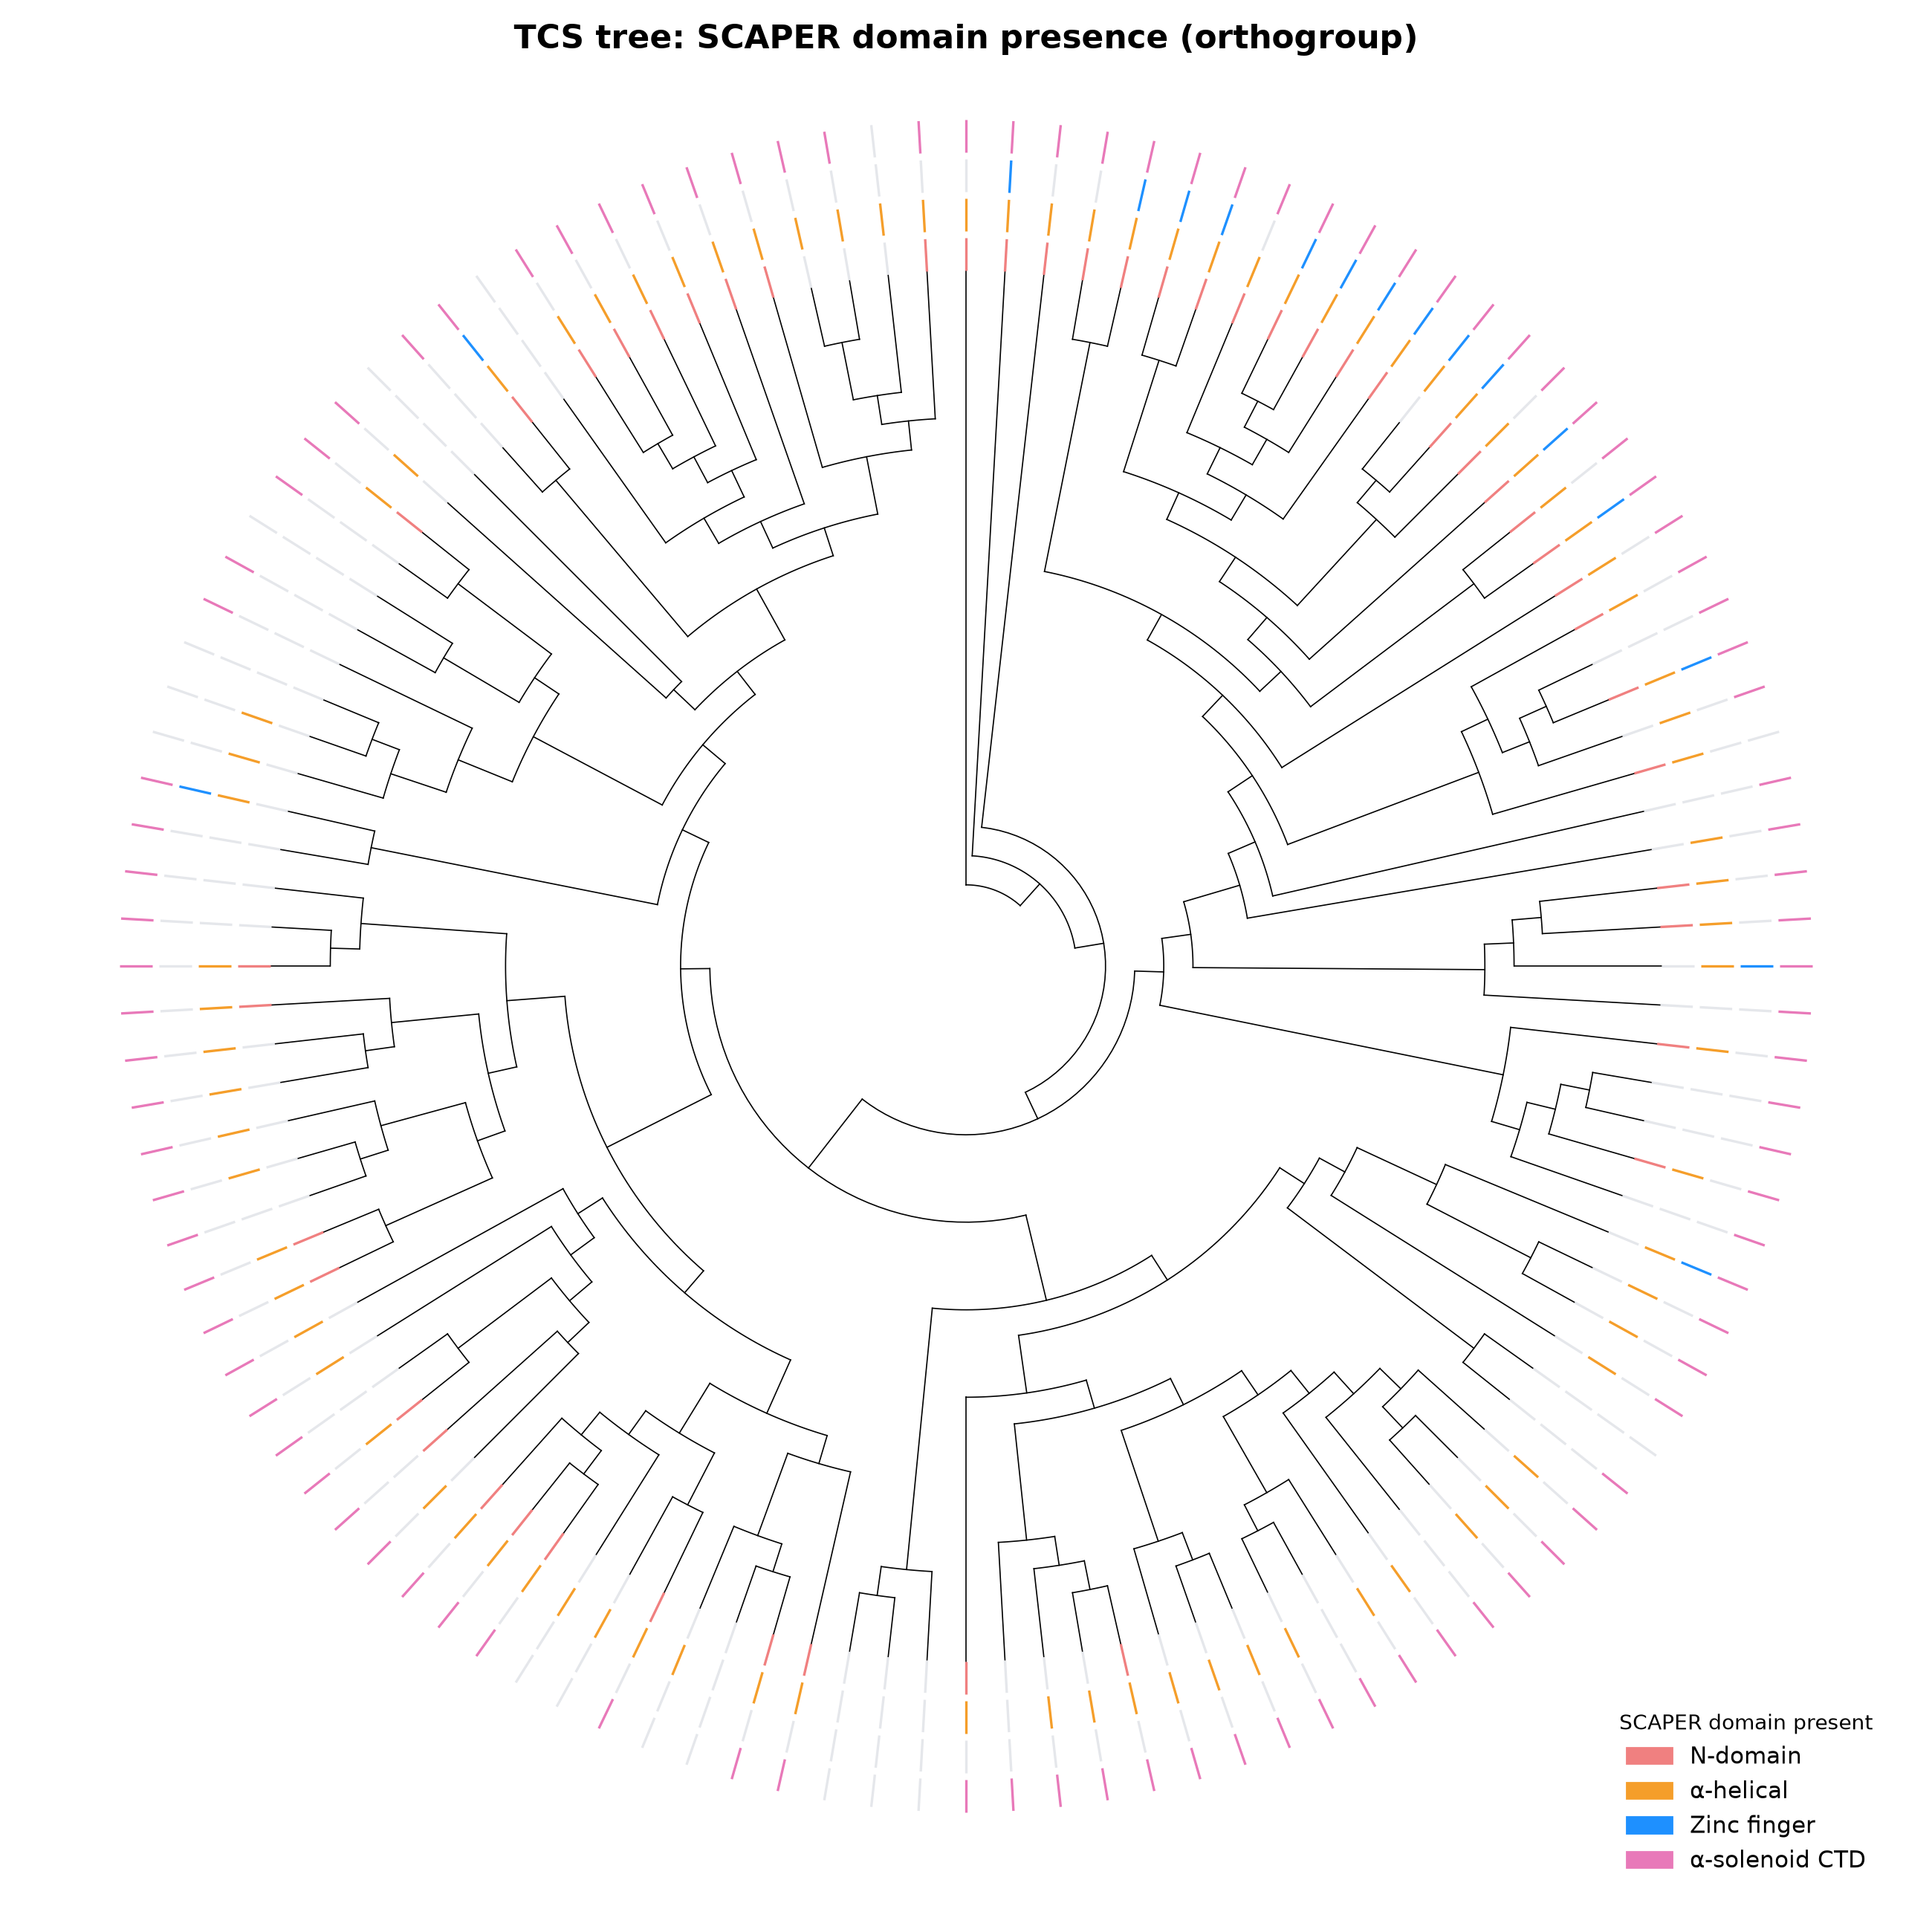 TCS tree: SCAPER domain presence (orthogroup)
SCAPER domain present
N-domain
α-helical
Zinc finger
α-solenoid CTD